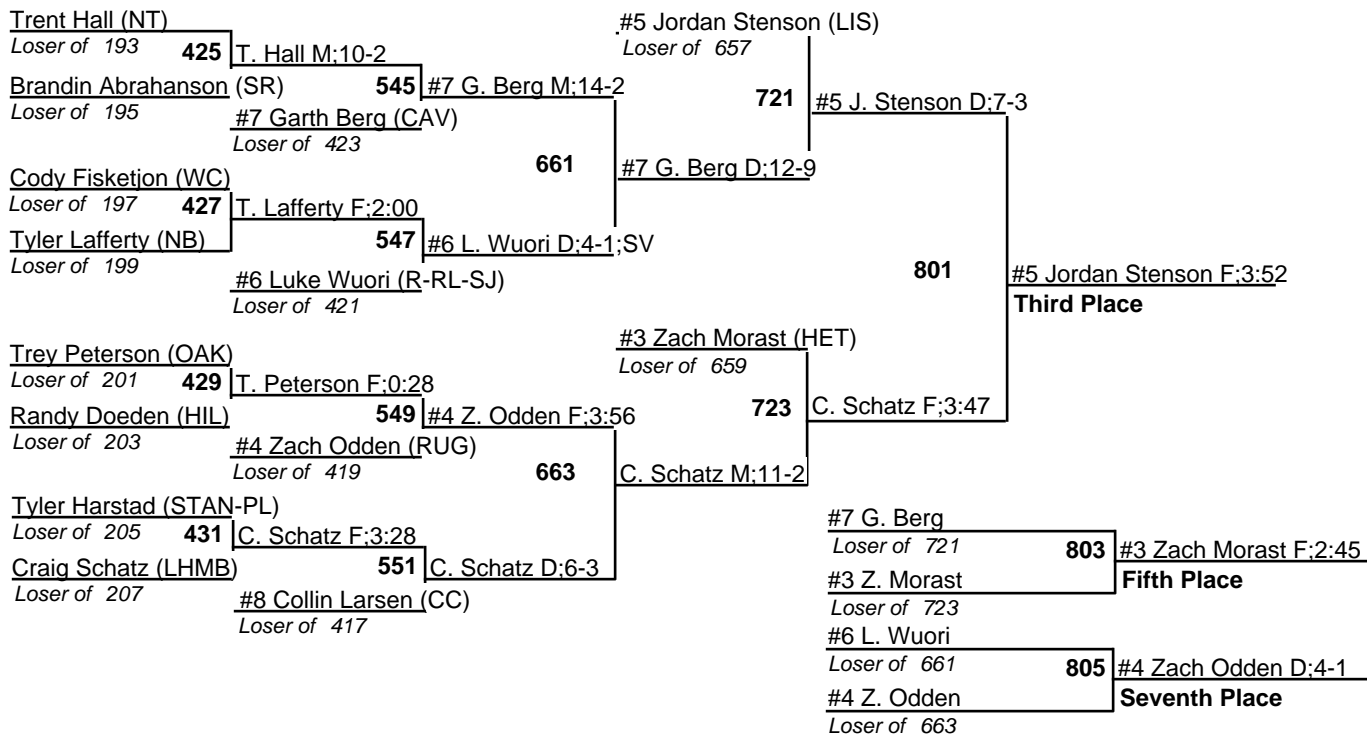 Trent Hall (NT)
Loser of 193
425
T. Hall M;10-2
Brandin Abrahanson (SR)
Loser of 195
545
#7 G. Berg M;14-2
#7 Garth Berg (CAV)
Loser of 423
Cody Fisketjon (WC)
Loser of 197
427
T. Lafferty F;2:00
Tyler Lafferty (NB)
Loser of 199
547
#6 L. Wuori D;4-1;SV
#6 Luke Wuori (R-RL-SJ)
Loser of 421
661
#7 G. Berg D;12-9
#5 Jordan Stenson (LIS)
Loser of 657
721
#5 J. Stenson D;7-3
Trey Peterson (OAK)
Loser of 201
429
T. Peterson F;0:28
Randy Doeden (HIL)
Loser of 203
549
#4 Z. Odden F;3:56
#4 Zach Odden (RUG)
Loser of 419
Tyler Harstad (STAN-PL)
Loser of 205
431
C. Schatz F;3:28
Craig Schatz (LHMB)
Loser of 207
551
C. Schatz D;6-3
#8 Collin Larsen (CC)
Loser of 417
663
C. Schatz M;11-2
#3 Zach Morast (HET)
Loser of 659
723
C. Schatz F;3:47
801
#5 Jordan Stenson F;3:52
Third Place
#7 G. Berg
Loser of 721
803
#3 Zach Morast F;2:45
Fifth Place
#3 Z. Morast
Loser of 723
#6 L. Wuori
Loser of 661
805
#4 Zach Odden D;4-1
Seventh Place
#4 Z. Odden
Loser of 663